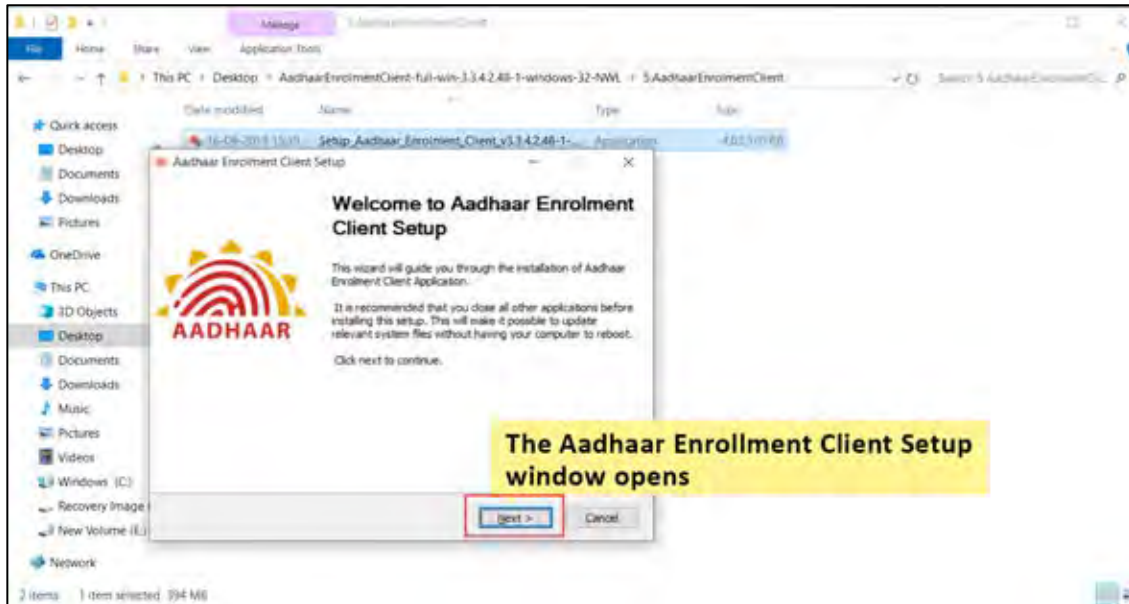 Manage
File Home Share View Application Tools
This PC Desktop AadhaarEnrolmentClient-full-win-3.3.4.2.48-1-windows-32-NWL 5.AadhaarEnrolmentClient
Date modified Name Type Size
Setup_Aadhaar_Enrolment_Client_v3.3.4.2.48-1-... Application
Quick access
Desktop
Documents
Downloads
Pictures
OneDrive
This PC
3D Objects
Desktop
Documents
Downloads
Music
Pictures
Videos
Windows (C:)
Recovery Image
New Volume (E:)
Network
2 items 1 item selected 394 MB
Aadhaar Enrolment Client Setup
AADHAAR
Welcome to Aadhaar Enrolment
Client Setup
This wizard will guide you through the installation of Aadhaar
Enrolment Client Application.
It is recommended that you close all other applications before
installing this setup. This will make it possible to update
relevant system files without having your computer to reboot.
Click next to continue.
Next > Cancel
The Aadhaar Enrollment Client Setup
window opens